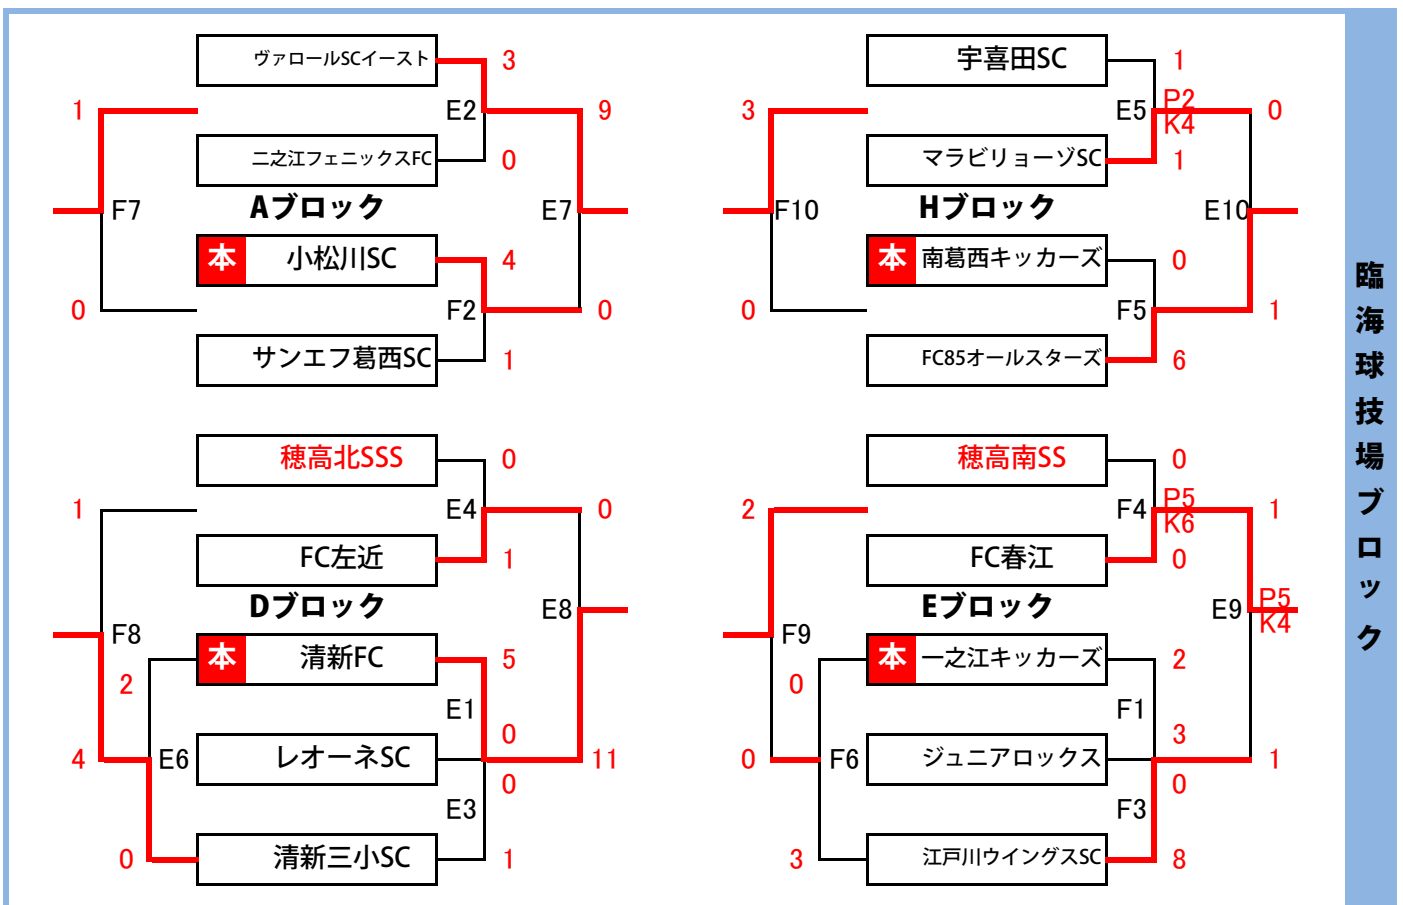 ヴァロールSCイースト
3
1
E2
9
二之江フェニックスFC
0
F7
Aブロック
E7
本
小松川SC
4
0
F2
0
サンエフ葛西SC
1
宇喜田SC
1
3
E5
P2
K4
0
マラビリョーゾSC
1
F10
Hブロック
E10
本
南葛西キッカーズ
0
0
F5
1
FC85オールスターズ
6
穂高北SSS
0
1
E4
0
FC左近
1
Dブロック
E8
F8
本
清新FC
5
2
E1
0
4
E6
レオーネSC
11
0
E3
0
清新三小SC
1
穂高南SS
0
2
F4
P5
K6
1
FC春江
0
Eブロック
E9
P5
K4
F9
本
一之江キッカーズ
2
0
F1
3
0
F6
ジュニアロックス
1
0
F3
3
江戸川ウイングスSC
8
臨海球技場ブロック